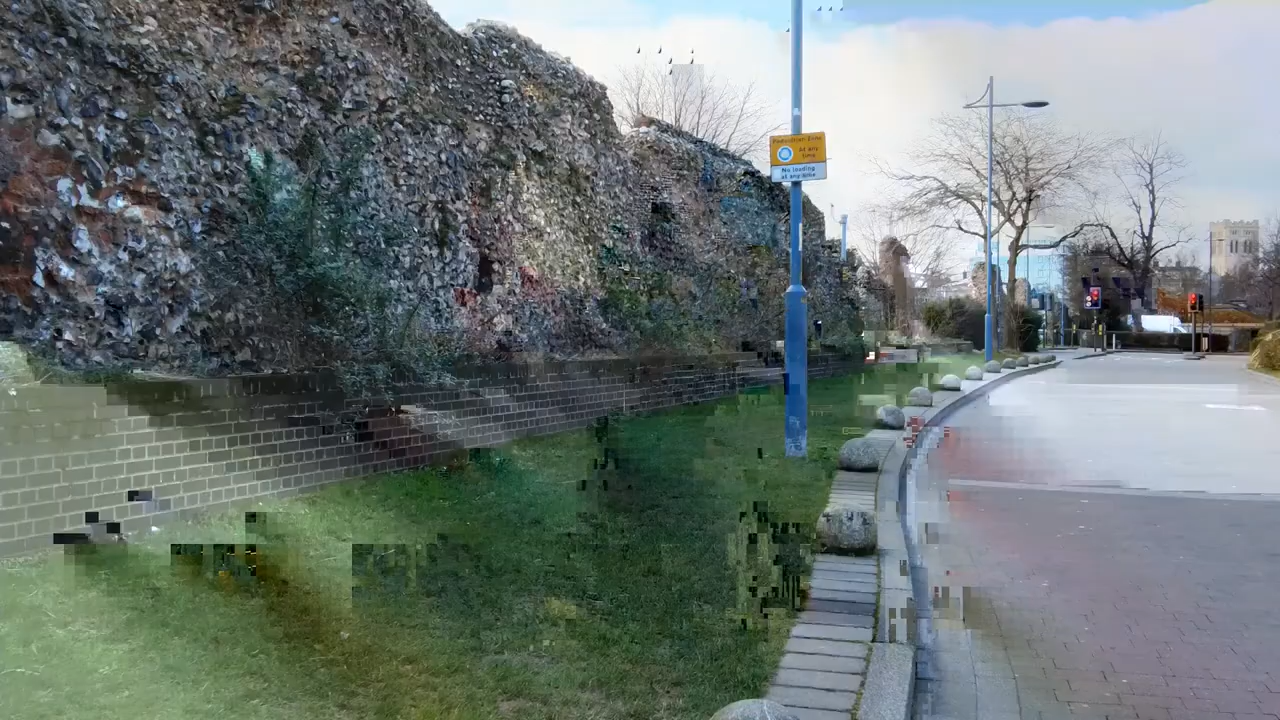 Pedestrian Zone
At any
time
No loading
at any time